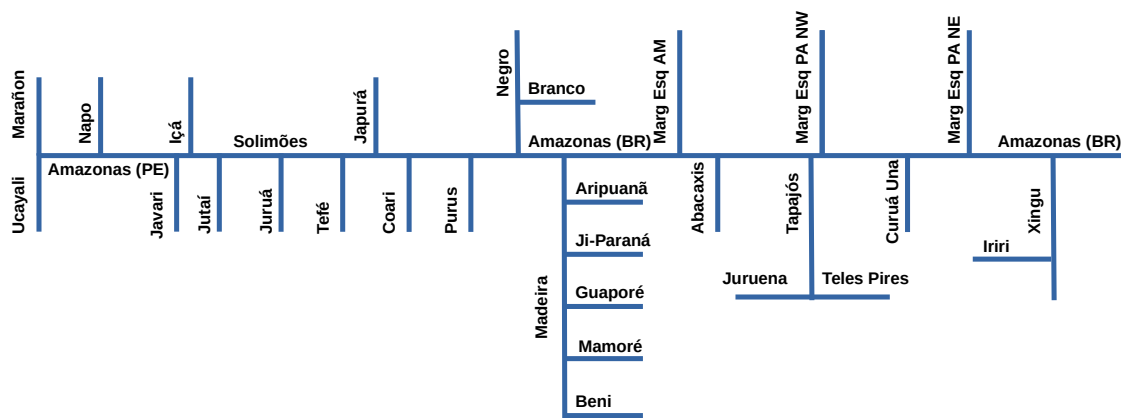 Marañon
Napo
Içá
Solimões
Japurá
Negro
Branco
Amazonas (BR)
Marg Esq AM
Marg Esq PA NW
Marg Esq PA NE
Amazonas (BR)
Ucayali
Amazonas (PE)
Javari
Jutaí
Juruá
Tefé
Coari
Purus
Madeira
Aripuanã
Ji-Paraná
Guaporé
Mamoré
Beni
Abacaxis
Tapajós
Juruena
Teles Pires
Curuá Una
Iriri
Xingu